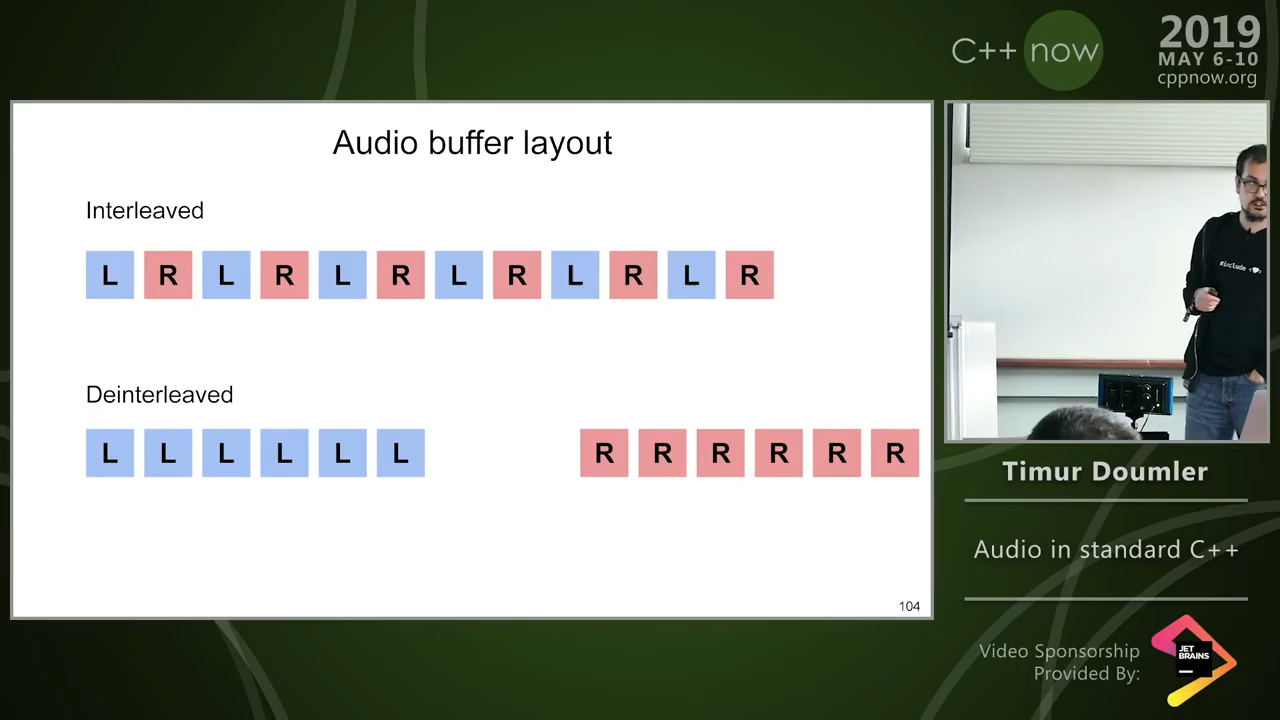 C++ now
2019
MAY 6-10
cppnow.org
Audio buffer layout
Interleaved
L R L R L R L R L R L R
Deinterleaved
L L L L L L R R R R R R
104
#include <
Timur Doumler
Audio in standard C++
Video Sponsorship
Provided By:
JET
BRAINS